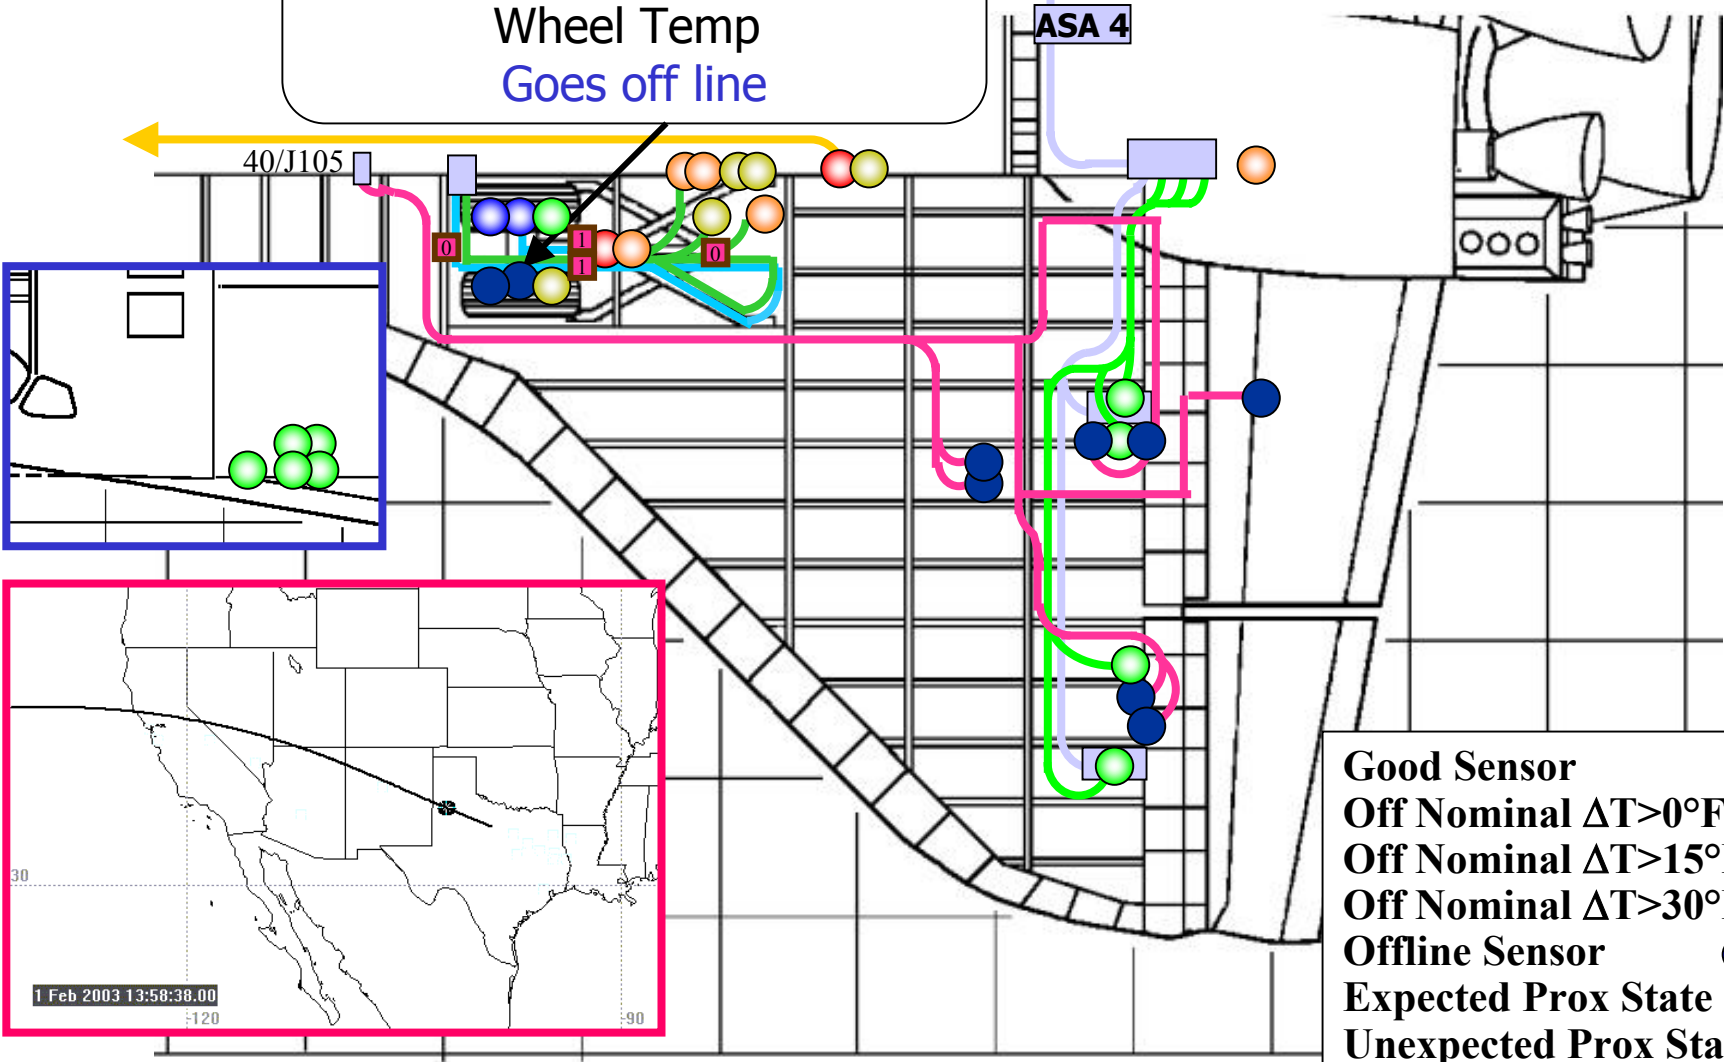 Wheel Temp
Goes off line
ASA 4
40/J105
0
1
1
0
30
1 Feb 2003 13:58:38.00
-120
-90
Good Sensor
Off Nominal ΔT>0°F
Off Nominal ΔT>15°
Off Nominal ΔT>30°
Offline Sensor
Expected Prox State
Unexpected Prox Sta